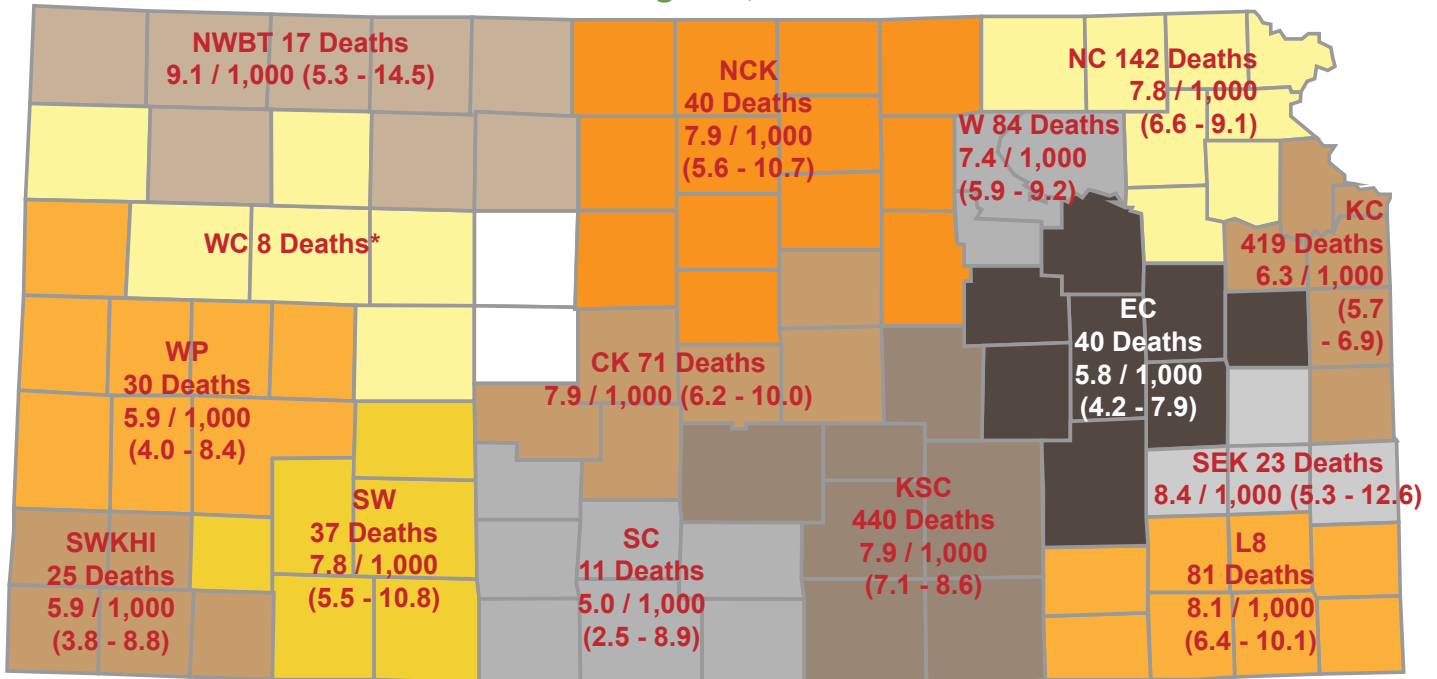 NWBT 17 Deaths
9.1 / 1,000 (5.3 - 14.5)
NCK
40 Deaths
7.9 / 1,000
(5.6 - 10.7)
NC 142 Deaths
7.8 / 1,000
(6.6 - 9.1)
W 84 Deaths
7.4 / 1,000
(5.9 - 9.2)
KC
419 Deaths
6.3 / 1,000
(5.7
- 6.9)
WC 8 Deaths*
EC
40 Deaths
5.8 / 1,000
(4.2 - 7.9)
WP
30 Deaths
5.9 / 1,000
(4.0 - 8.4)
CK 71 Deaths
7.9 / 1,000 (6.2 - 10.0)
SEK 23 Deaths
8.4 / 1,000 (5.3 - 12.6)
SW
37 Deaths
7.8 / 1,000
(5.5 - 10.8)
KSC
440 Deaths
7.9 / 1,000
(7.1 - 8.6)
SWKHI
25 Deaths
5.9 / 1,000
(3.8 - 8.8)
SC
11 Deaths
5.0 / 1,000
(2.5 - 8.9)
L8
81 Deaths
8.1 / 1,000
(6.4 - 10.1)